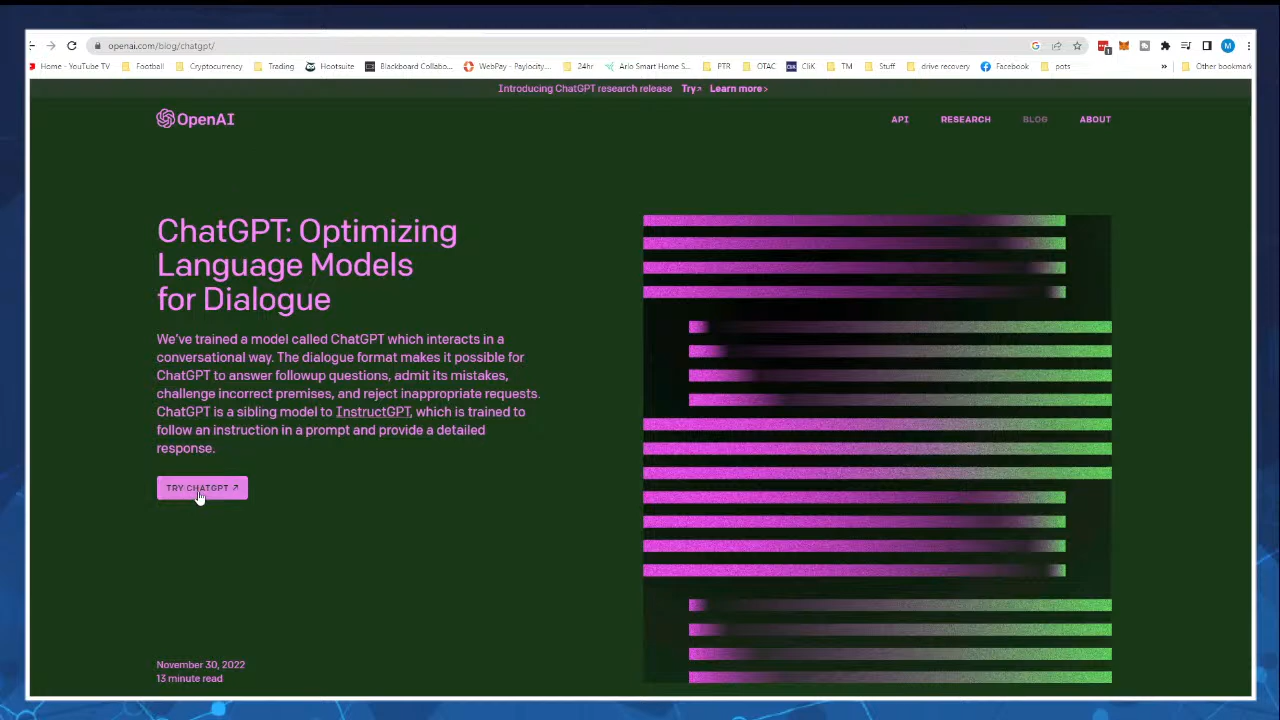 openai.com/blog/chatgpt/
1
M
Home - YouTube TV Football Cryptocurrency Trading Hootsuite Blackboard Collabo... WebPay - Paylocity... 24hr Arlo Smart Home S... PTR OTAC CliK CliK TM Stuff drive recovery Facebook pots » Other bookmark
Introducing ChatGPT research release Try↗ Learn more›
OpenAI
API RESEARCH BLOG ABOUT
ChatGPT: Optimizing
Language Models
for Dialogue
We’ve trained a model called ChatGPT which interacts in a
conversational way. The dialogue format makes it possible for
ChatGPT to answer followup questions, admit its mistakes,
challenge incorrect premises, and reject inappropriate requests.
ChatGPT is a sibling model to InstructGPT, which is trained to
follow an instruction in a prompt and provide a detailed
response.
TRY CHATGPT ↗
November 30, 2022
13 minute read